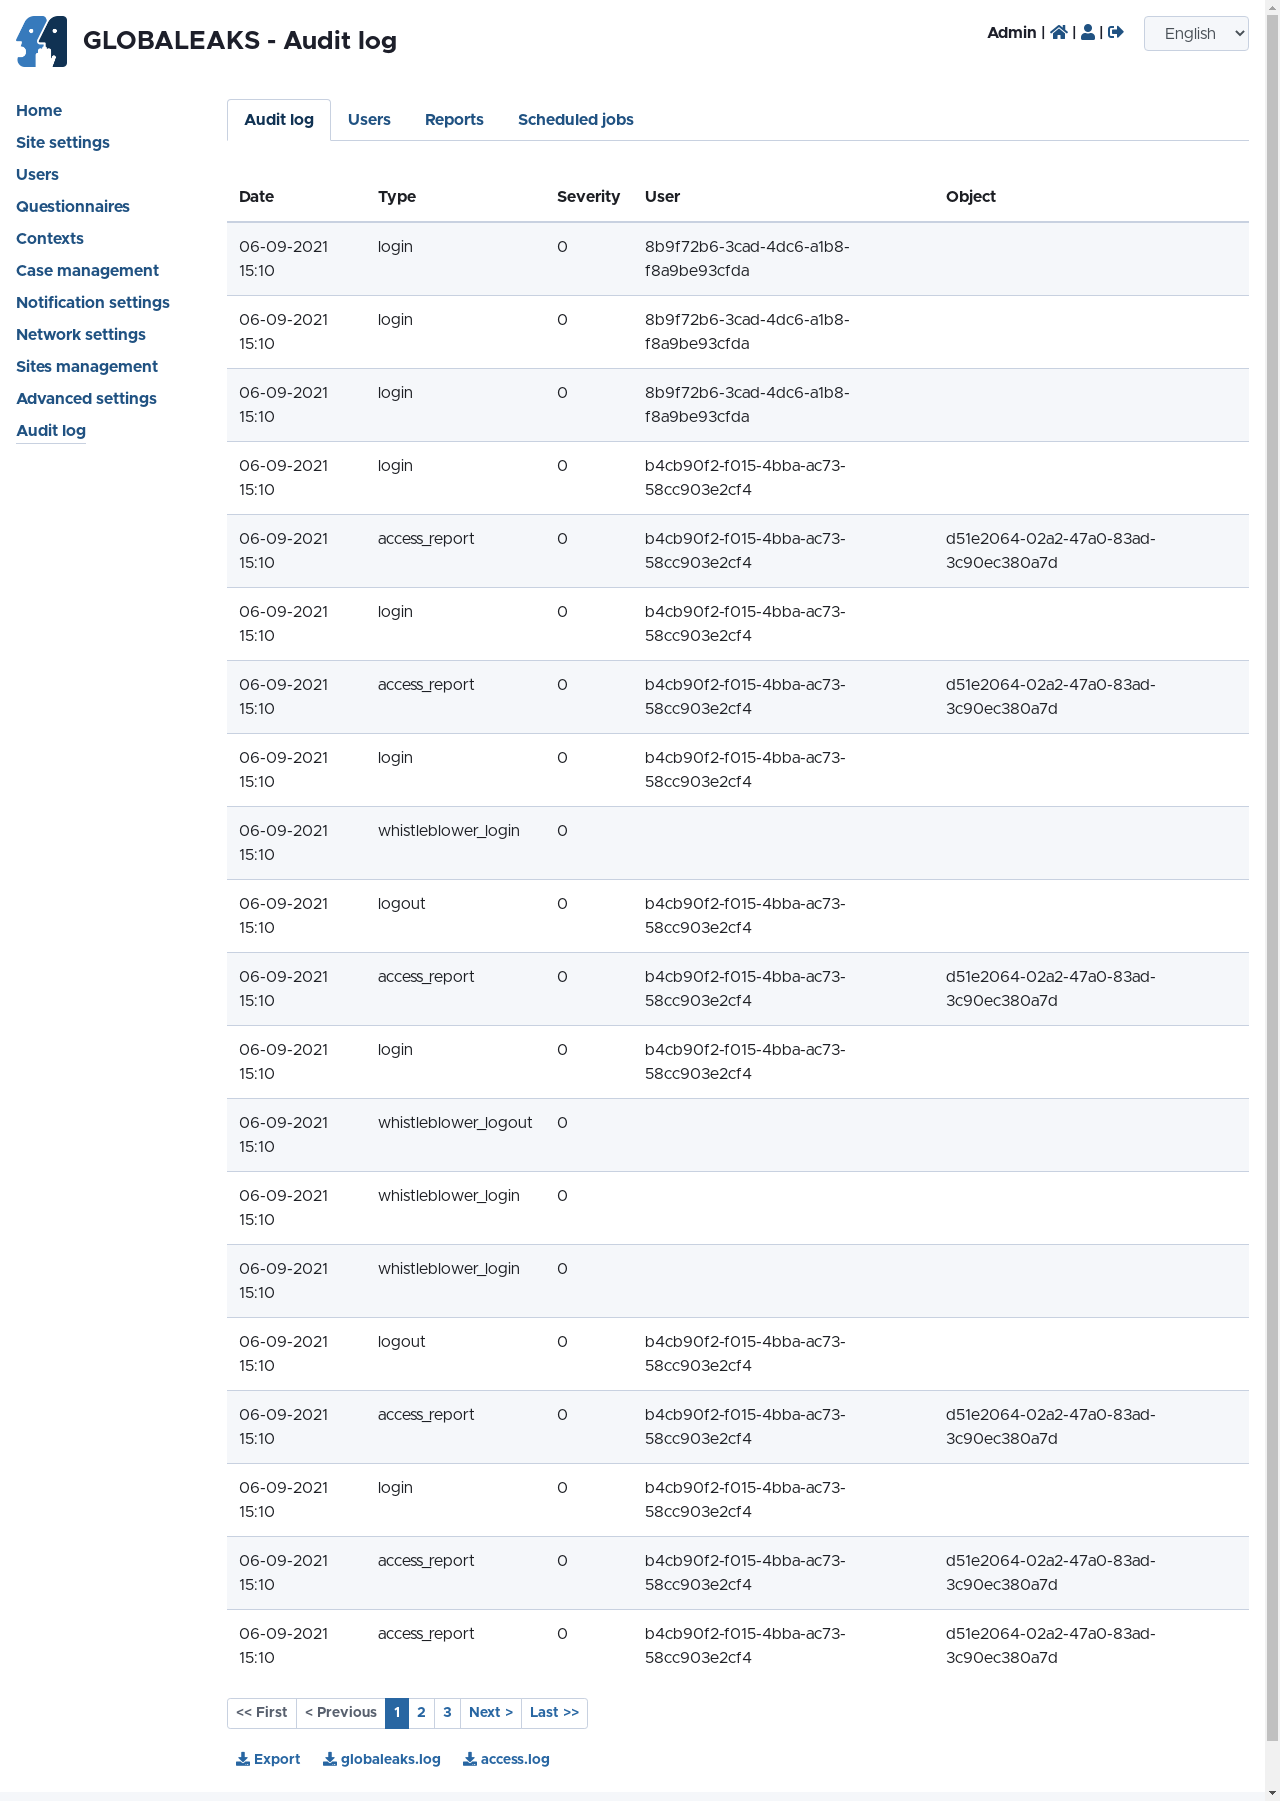 GLOBALEAKS - Audit log
Admin | | |
English
Home
Site settings
Users
Questionnaires
Contexts
Case management
Notification settings
Network settings
Sites management
Advanced settings
Audit log
Audit log Users Reports Scheduled jobs
Date Type Severity User Object
06-09-2021 login 0 8b9f72b6-3cad-4dc6-a1b8-
15:10 f8a9be93cfda
06-09-2021 login 0 8b9f72b6-3cad-4dc6-a1b8-
15:10 f8a9be93cfda
06-09-2021 login 0 8b9f72b6-3cad-4dc6-a1b8-
15:10 f8a9be93cfda
06-09-2021 login 0 b4cb90f2-f015-4bba-ac73-
15:10 58cc903e2cf4
06-09-2021 access_report 0 b4cb90f2-f015-4bba-ac73- d51e2064-02a2-47a0-83ad-
15:10 58cc903e2cf4 3c90ec380a7d
06-09-2021 login 0 b4cb90f2-f015-4bba-ac73-
15:10 58cc903e2cf4
06-09-2021 access_report 0 b4cb90f2-f015-4bba-ac73- d51e2064-02a2-47a0-83ad-
15:10 58cc903e2cf4 3c90ec380a7d
06-09-2021 login 0 b4cb90f2-f015-4bba-ac73-
15:10 58cc903e2cf4
06-09-2021 whistleblower_login 0
15:10
06-09-2021 logout 0 b4cb90f2-f015-4bba-ac73-
15:10 58cc903e2cf4
06-09-2021 access_report 0 b4cb90f2-f015-4bba-ac73- d51e2064-02a2-47a0-83ad-
15:10 58cc903e2cf4 3c90ec380a7d
06-09-2021 login 0 b4cb90f2-f015-4bba-ac73-
15:10 58cc903e2cf4
06-09-2021 whistleblower_logout 0
15:10
06-09-2021 whistleblower_login 0
15:10
06-09-2021 whistleblower_login 0
15:10
06-09-2021 logout 0 b4cb90f2-f015-4bba-ac73-
15:10 58cc903e2cf4
06-09-2021 access_report 0 b4cb90f2-f015-4bba-ac73- d51e2064-02a2-47a0-83ad-
15:10 58cc903e2cf4 3c90ec380a7d
06-09-2021 login 0 b4cb90f2-f015-4bba-ac73-
15:10 58cc903e2cf4
06-09-2021 access_report 0 b4cb90f2-f015-4bba-ac73- d51e2064-02a2-47a0-83ad-
15:10 58cc903e2cf4 3c90ec380a7d
06-09-2021 access_report 0 b4cb90f2-f015-4bba-ac73- d51e2064-02a2-47a0-83ad-
15:10 58cc903e2cf4 3c90ec380a7d
<< First < Previous 1 2 3 Next > Last >>
Export globaleaks.log access.log